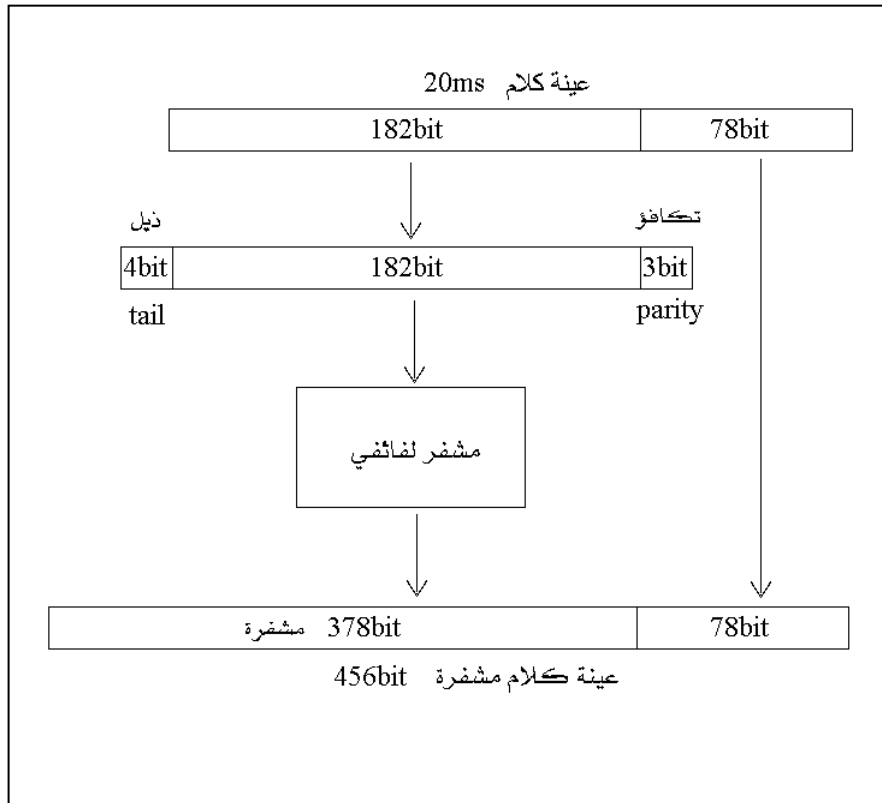 عينة كلام 20ms
182bit 78bit
ذيل تكافؤ
4bit 182bit 3bit
tail parity
مشفر لفائفي
مشفرة 378bit 78bit
عينة كلام مشفرة 456bit